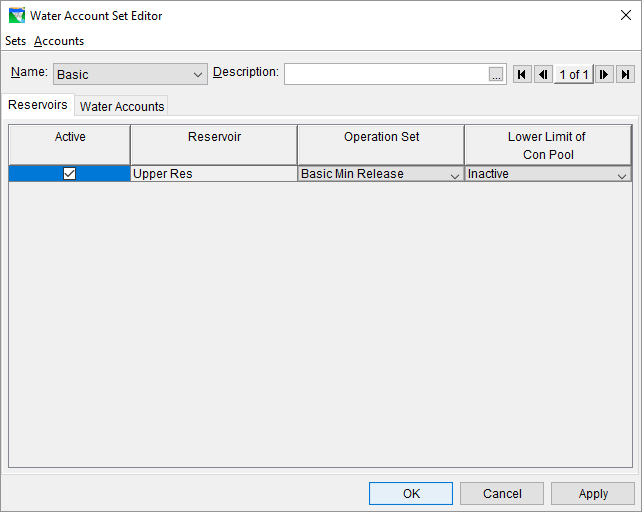 Water Account Set Editor
Sets Accounts
Name: Basic Description: ... 1 of 1
Reservoirs Water Accounts
Active Reservoir Operation Set Lower Limit of
Con Pool
Upper Res Basic Min Release Inactive
OK Cancel Apply